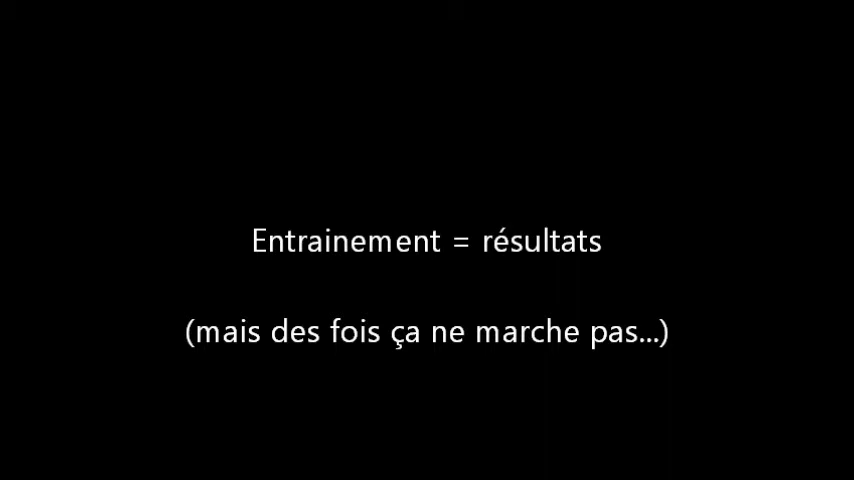 Entrainement = résultats
(mais des fois ça ne marche pas...)